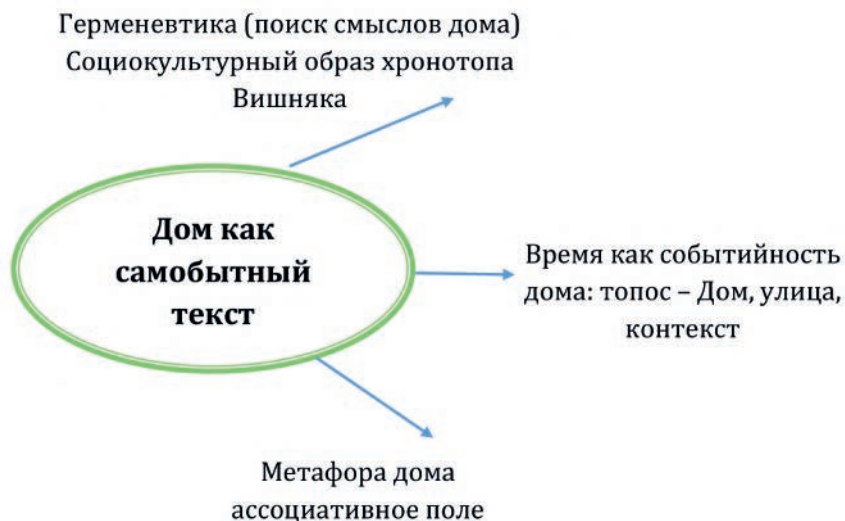 Герменевтика (поиск смыслов дома)
Социокультурный образ хронотопа
Вишняка
Дом как
самобытный
текст
Время как событийность
дома: топос – Дом, улица,
контекст
Метафора дома
ассоциативное поле